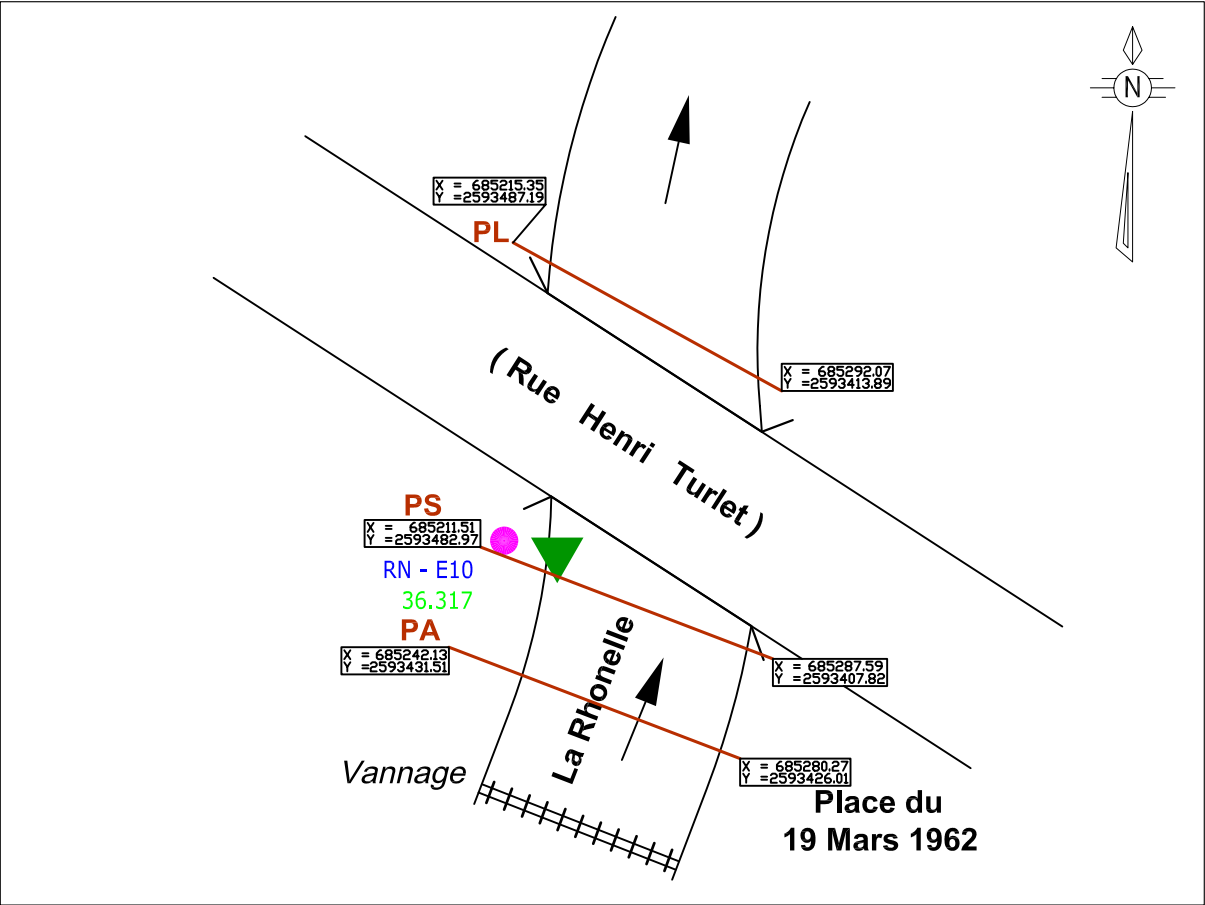 N
X = 685215.35
Y =2593487.19
PL
X = 685292.07
Y =2593413.89
( Rue Henri Turlet )
PS
X = 685211.51
Y =2593482.97
RN - E10
36.317
PA
X = 685242.13
Y =2593431.51
La Rhonelle
X = 685287.59
Y =2593407.82
Vannage
X = 685280.27
Y =2593426.01
Place du
19 Mars 1962